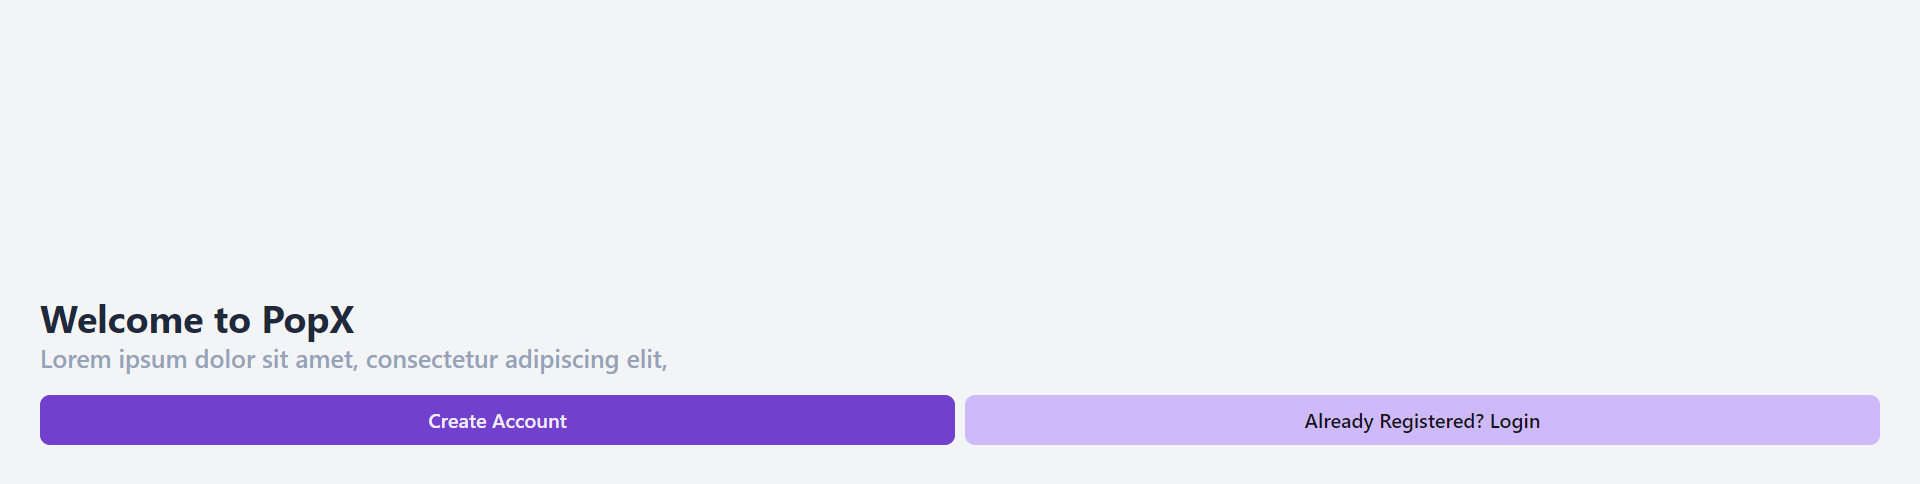 Welcome to PopX
Lorem ipsum dolor sit amet, consectetur adipiscing elit,
Create Account
Already Registered? Login